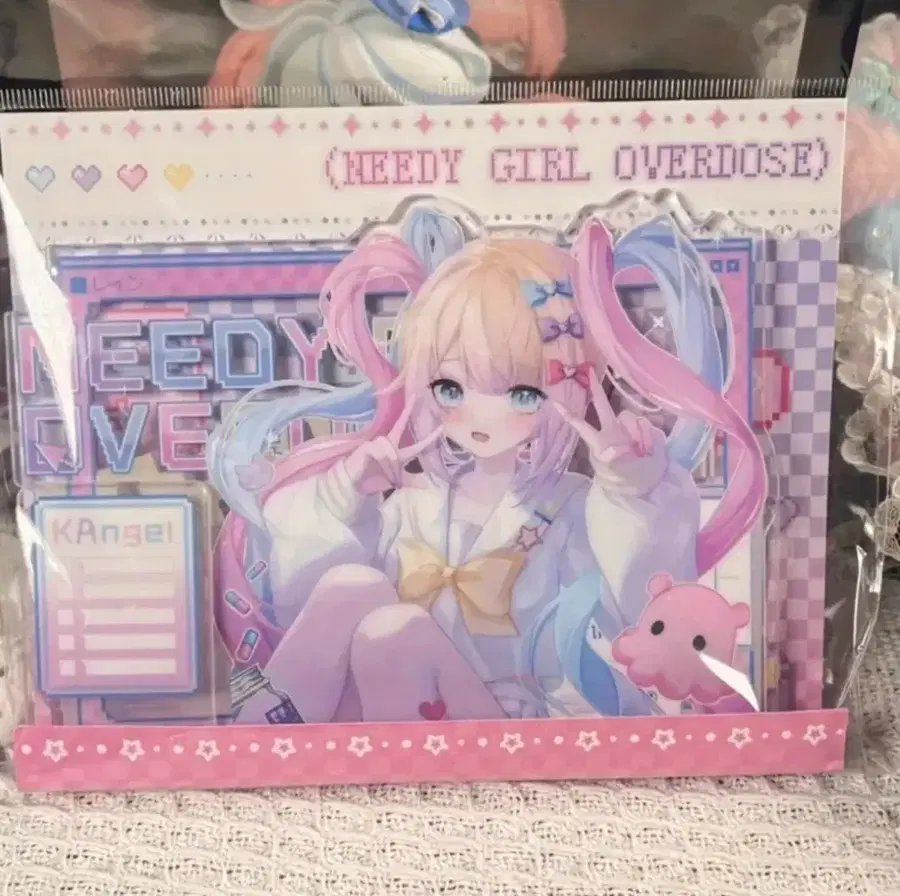 (NEEDY GIRL OVERDOSE)
レイン
NEEDY
OVE
KAngel